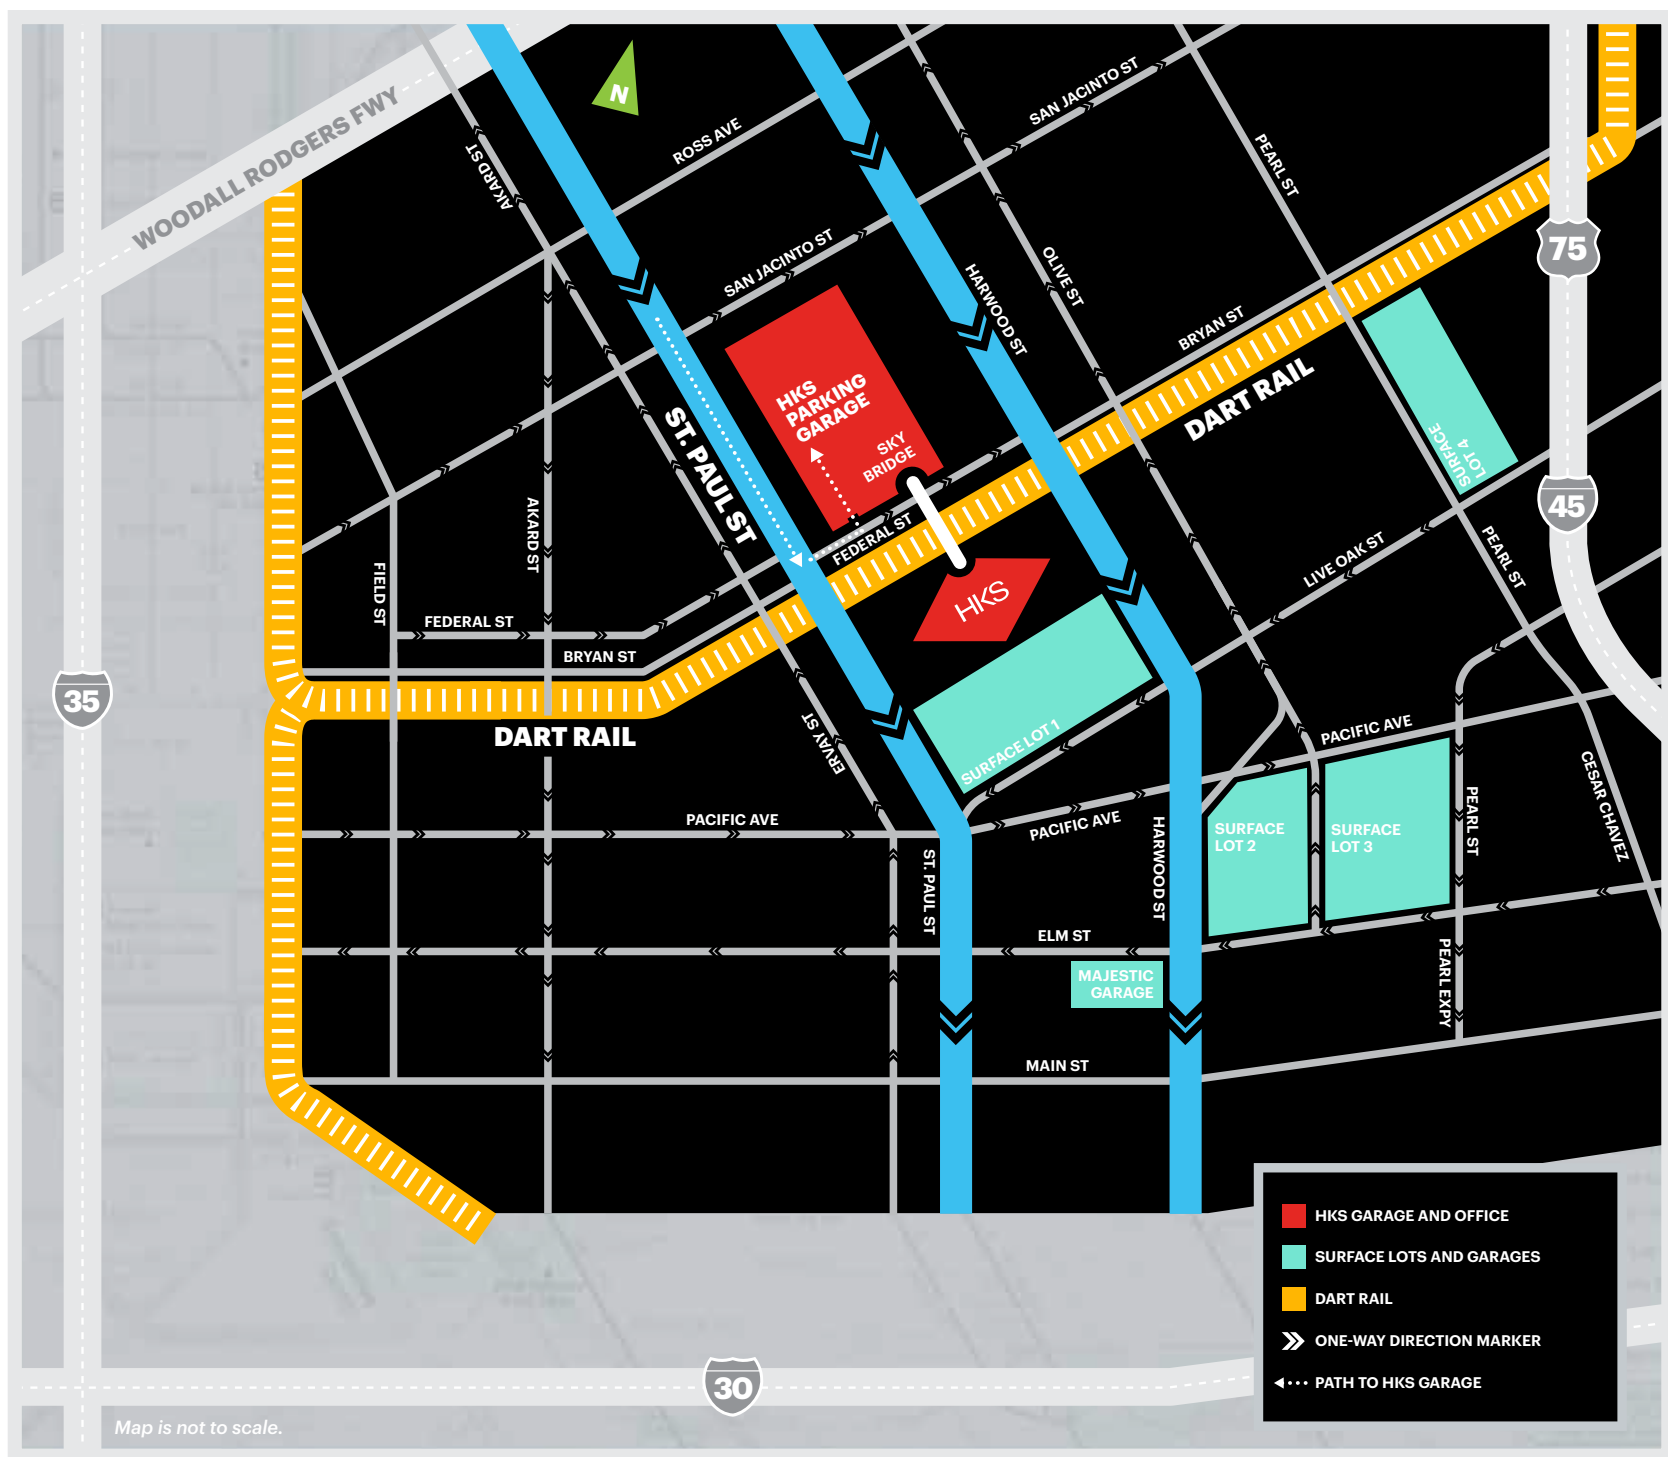 WOODALL RODGERS FWY
N
AKARD ST
ROSS AVE
SAN JACINTO ST
SAN JACINTO ST
PEARL ST
75
HARWOOD ST
OLIVE ST
BRYAN ST
DART RAIL
HKS
PARKING
GARAGE
SKY
BRIDGE
ST. PAUL ST
SURFACE
LOT 4
45
AKARD ST
FEDERAL ST
FIELD ST
FEDERAL ST
BRYAN ST
HKS
LIVE OAK ST
PEARL ST
35
DART RAIL
ERVAY ST
SURFACE LOT 1
PACIFIC AVE
PACIFIC AVE
PACIFIC AVE
CESAR CHAVEZ
ST. PAUL ST
HARWOOD ST
SURFACE
LOT 2
SURFACE
LOT 3
PEARL ST
ELM ST
MAJESTIC
GARAGE
PEARL EXPY
MAIN ST
HKS GARAGE AND OFFICE
SURFACE LOTS AND GARAGES
DART RAIL
ONE-WAY DIRECTION MARKER
PATH TO HKS GARAGE
30
Map is not to scale.